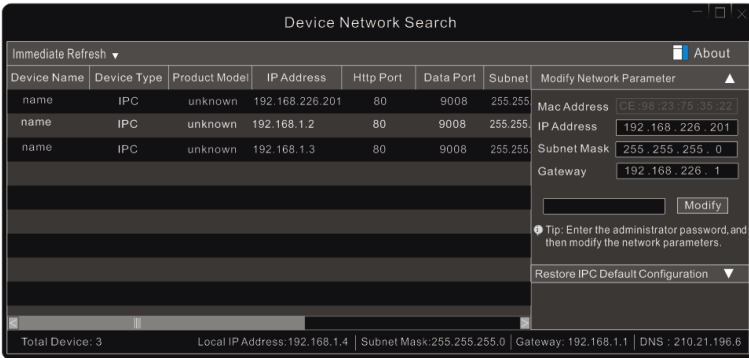 Device Network Search
Immediate Refresh
About
Device Name Device Type Product Model IP Address Http Port Data Port Subnet
name IPC unknown 192.168.226.201 80 9008 255.255.
name IPC unknown 192.168.1.2 80 9008 255.255.
name IPC unknown 192.168.1.3 80 9008 255.255.
Modify Network Parameter
Mac Address CE:98:23:75:35:22
IP Address 192.168.226.201
Subnet Mask 255.255.255.0
Gateway 192.168.226.1
Modify
Tip: Enter the administrator password, and
then modify the network parameters.
Restore IPC Default Configuration
Total Device: 3 Local IP Address:192.168.1.4 Subnet Mask:255.255.255.0 Gateway: 192.168.1.1 DNS : 210.21.196.6